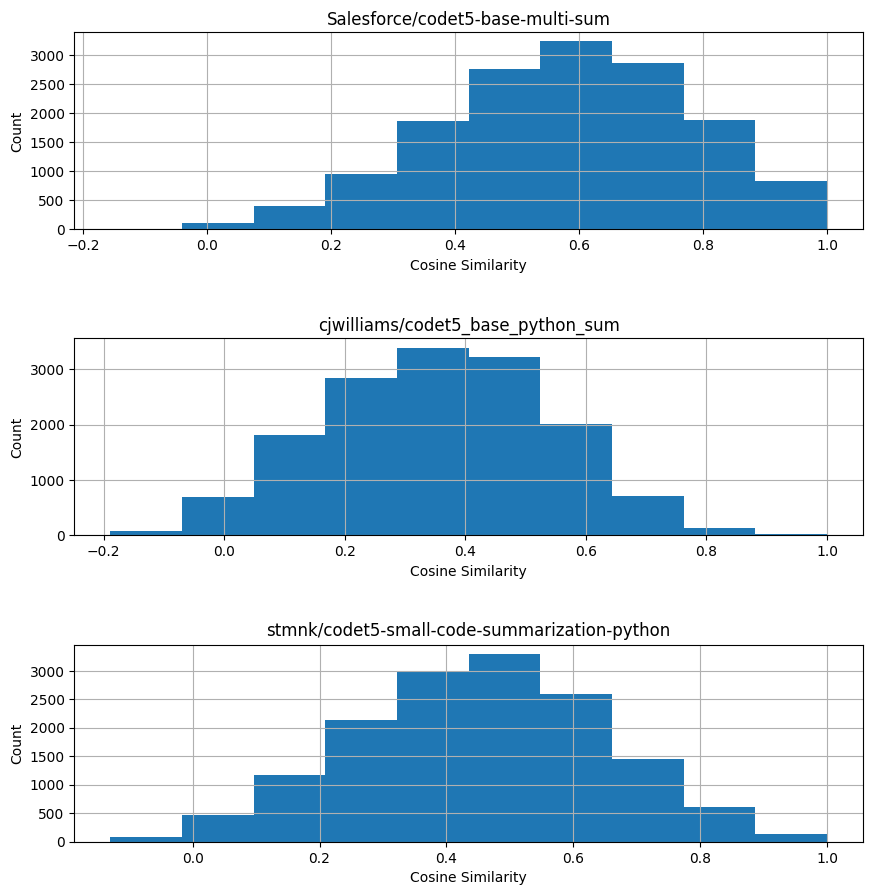 Salesforce/codet5-base-multi-sum
3000
2500
2000
1500
1000
500
0
Count
−0.2 0.0 0.2 0.4 0.6 0.8 1.0
Cosine Similarity
cjwilliams/codet5_base_python_sum
3000
2000
1000
0
Count
−0.2 0.0 0.2 0.4 0.6 0.8 1.0
Cosine Similarity
stmnk/codet5-small-code-summarization-python
3000
2500
2000
1500
1000
500
0
Count
0.0 0.2 0.4 0.6 0.8 1.0
Cosine Similarity